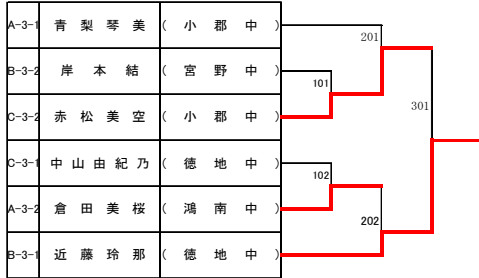 A-3-1 青梨琴美 (小郡中)
201
B-3-2 岸本結 (宮野中)
101
C-3-2 赤松美空 (小郡中)
301
C-3-1 中山由紀乃 (徳地中)
102
A-3-2 倉田美桜 (鴻南中)
202
B-3-1 近藤玲那 (徳地中)